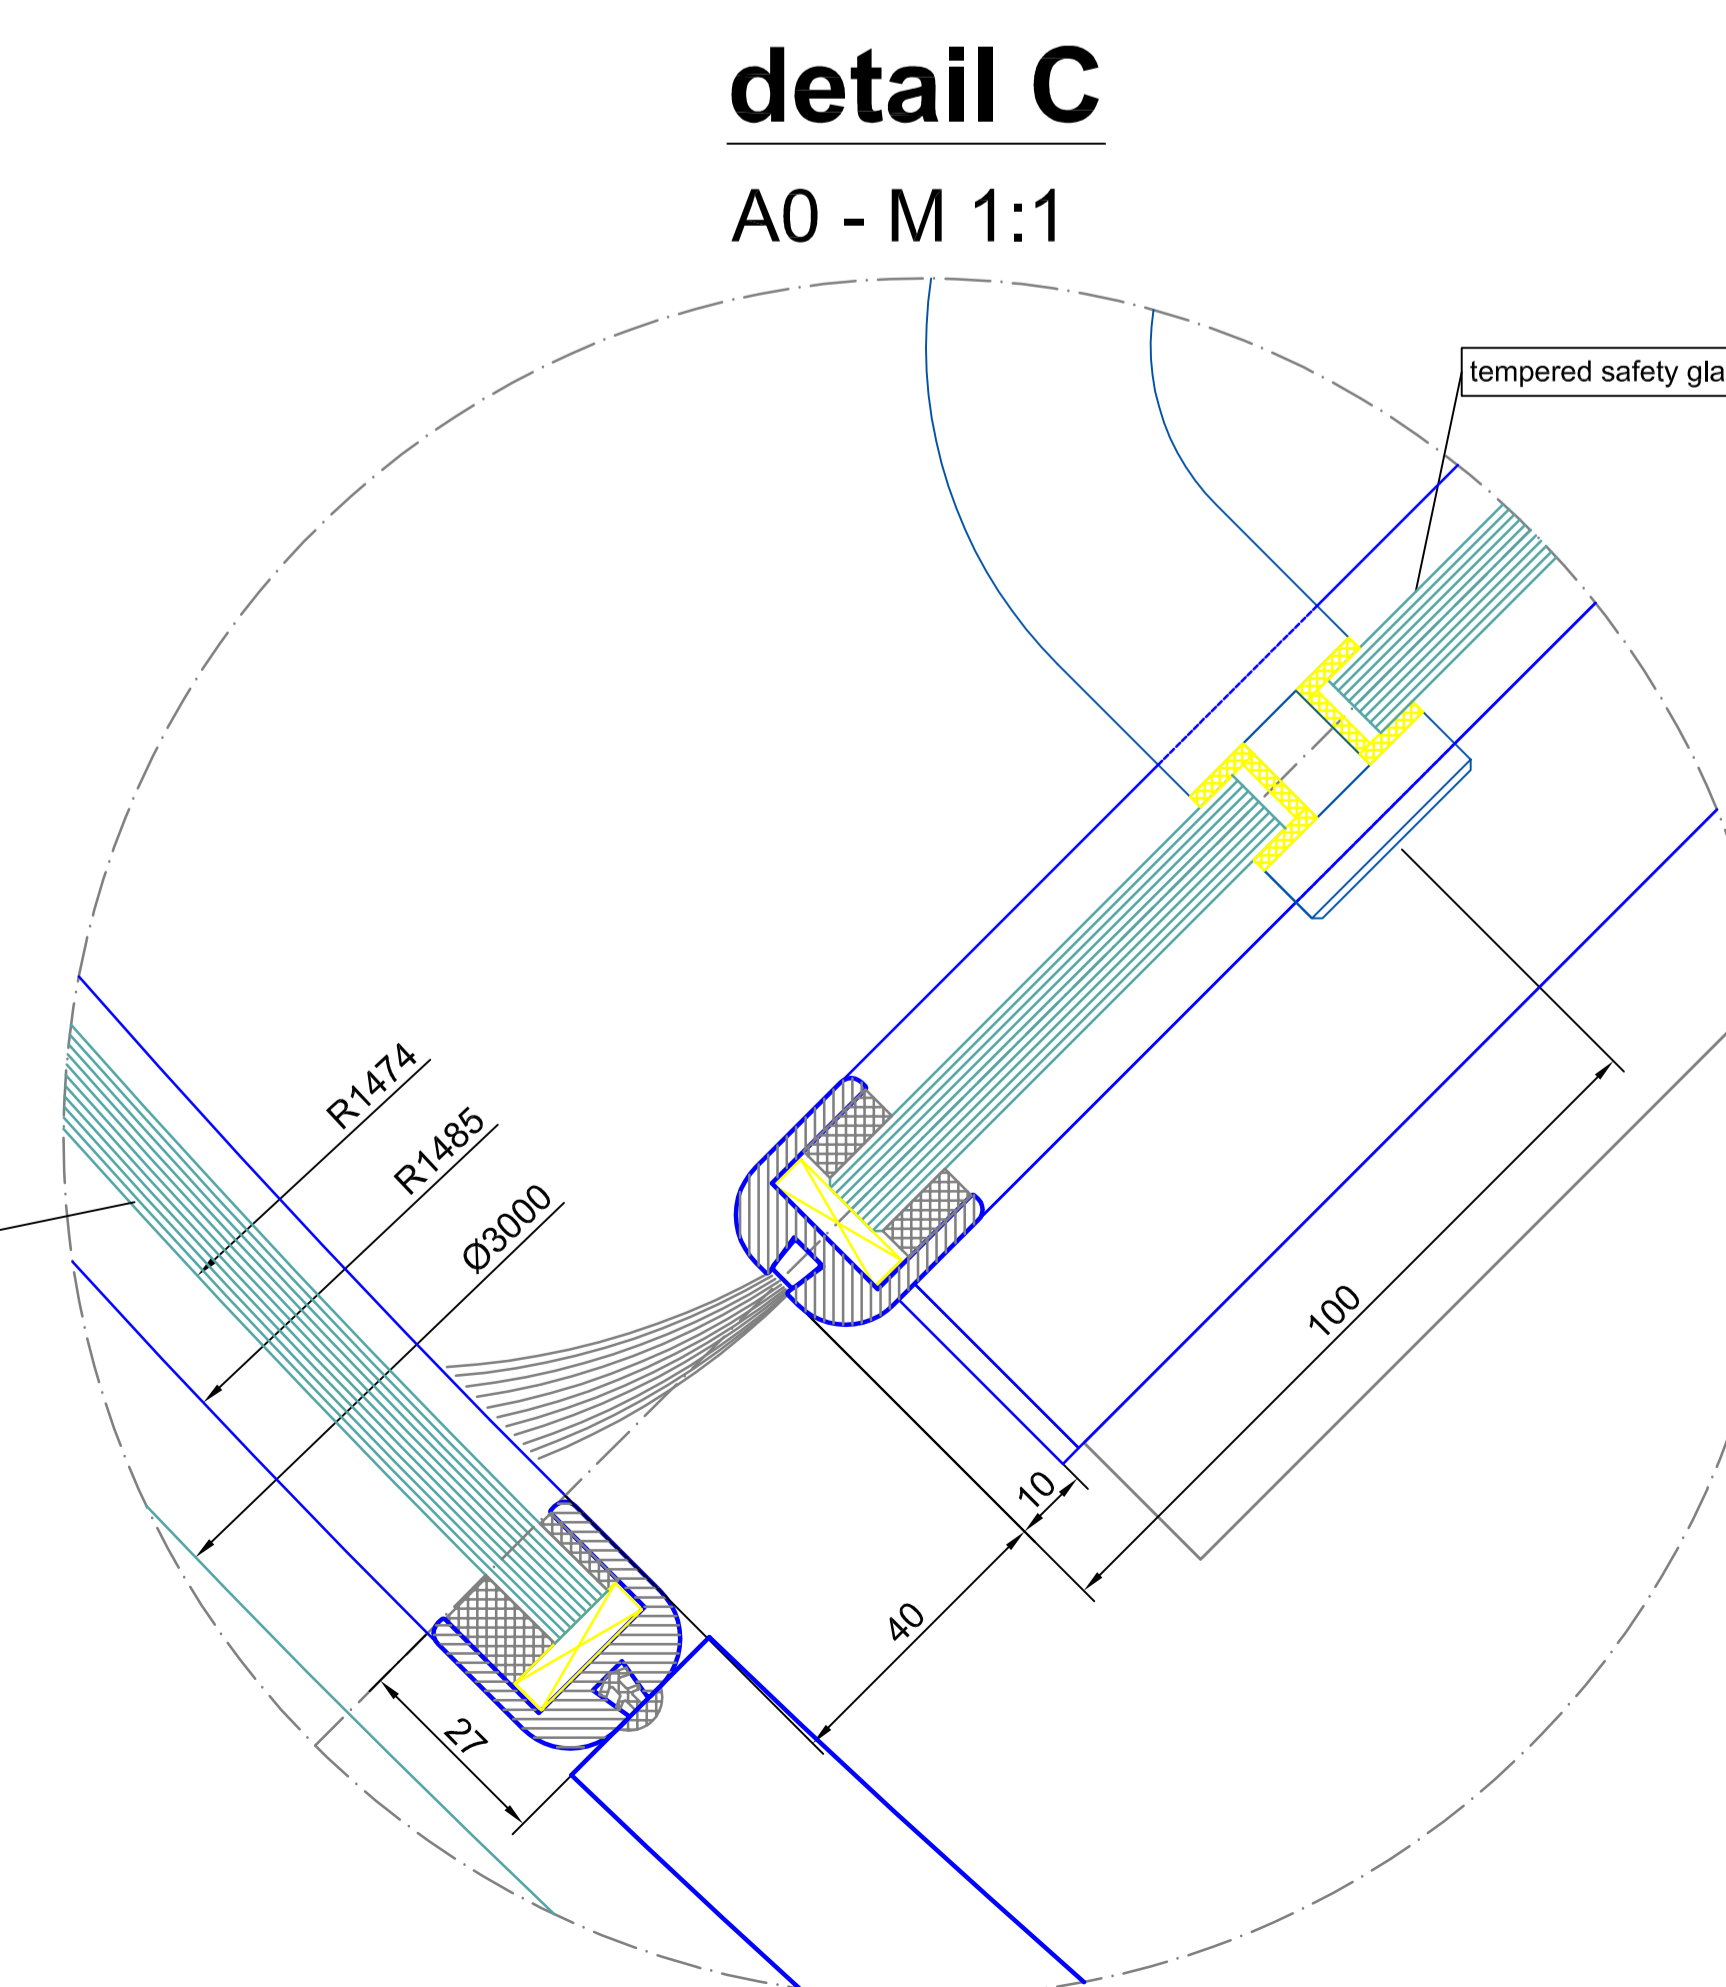 detail C
A0 - M 1:1
tempered safety gla
R1474
R1485
Ø3000
100
10
40
27